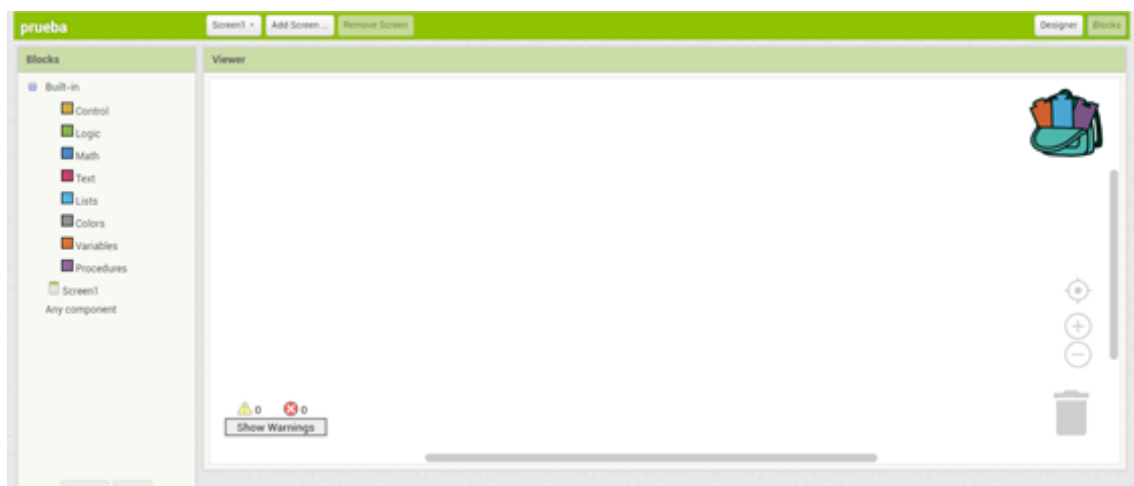 prueba
Screen1 Add Screen ... Remove Screen
Designer Blocks
Blocks
Built-in
Control
Logic
Math
Text
Lists
Colors
Variables
Procedures
Screen1
Any component
Viewer
0 0
Show Warnings